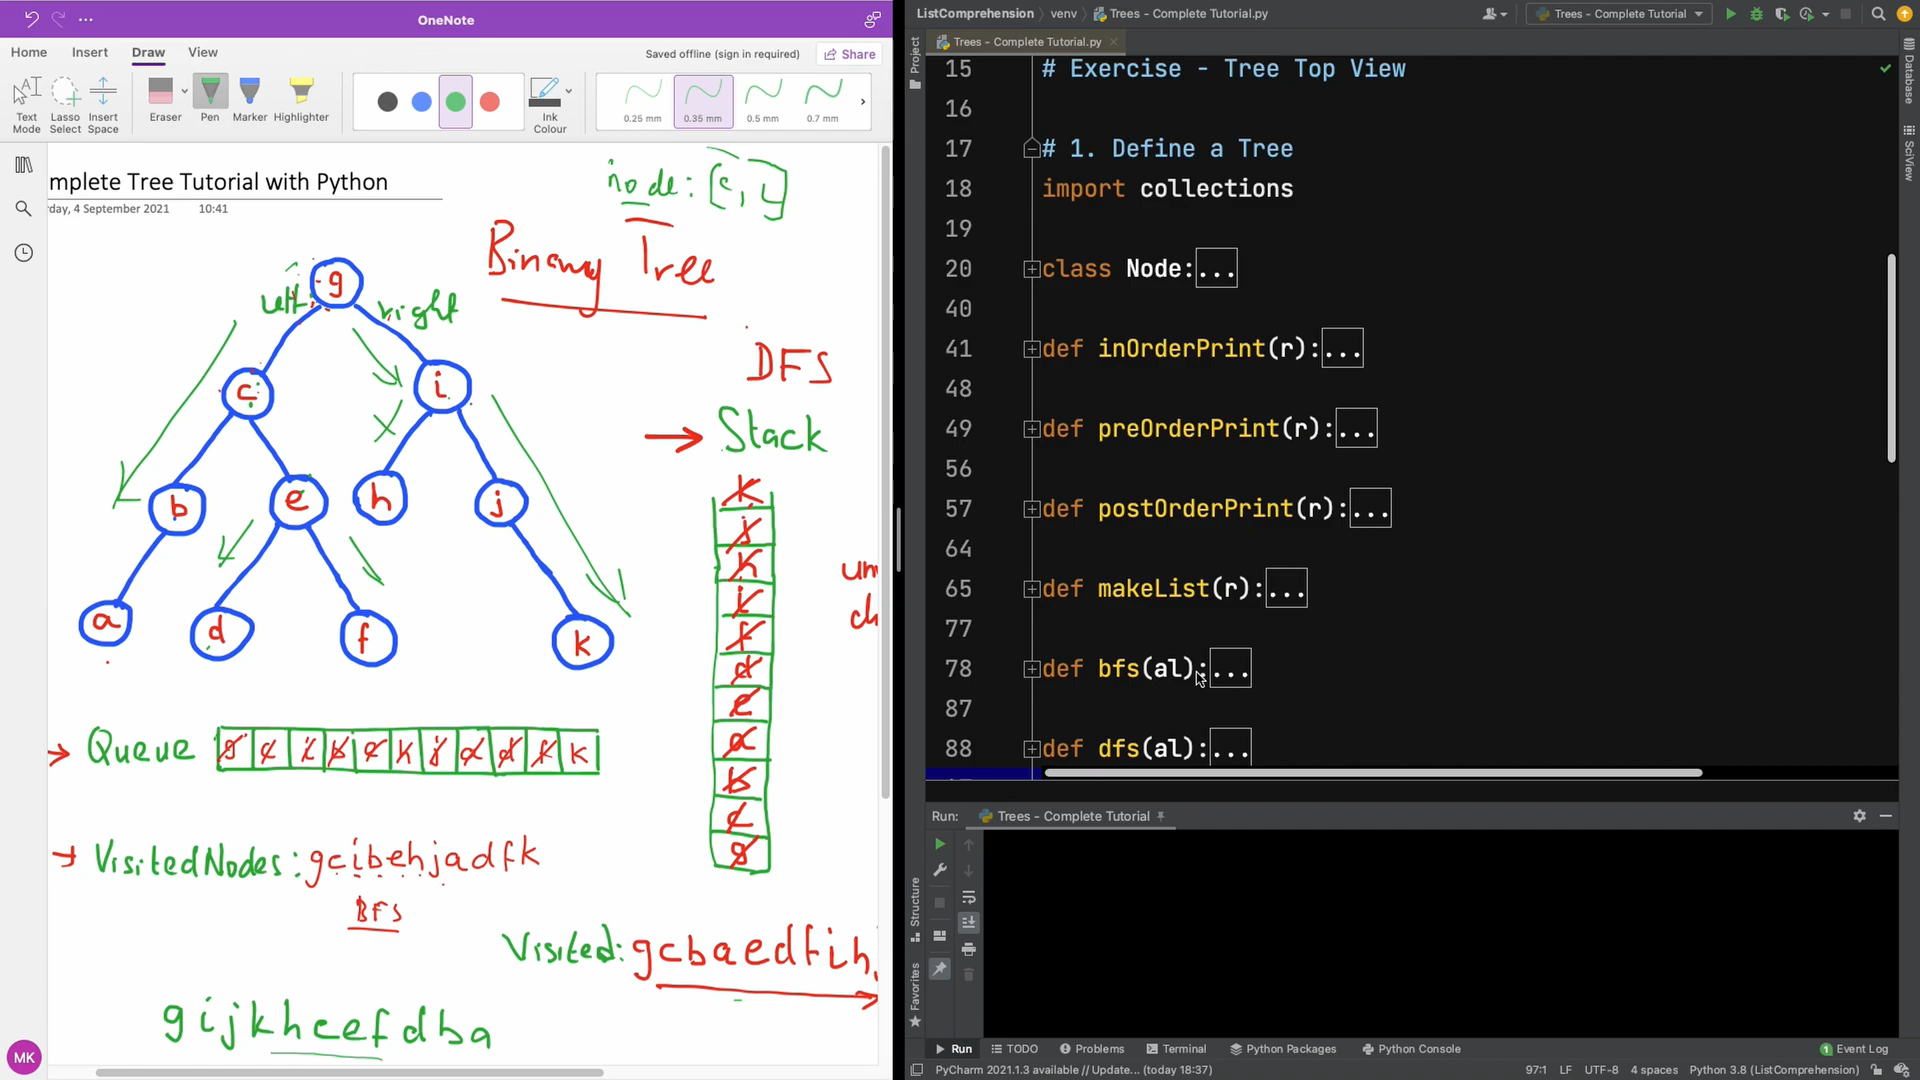 OneNote
Home Insert Draw View
Saved offline (sign in required)
Share
Text Mode
Lasso Select
Insert Space
Eraser
Pen
Marker
Highlighter
Ink Colour
0.25 mm
0.35 mm
0.5 mm
0.7 mm
mplete Tree Tutorial with Python
day, 4 September 2021 10:41
node:
Binary Tree
g
left
right
c
i
b
e
h
j
a
d
f
k
DFS
Stack
k
j
h
i
f
d
e
a
b
c
g
Queue g c i b e h j a d f k
VisitedNodes: gcibehjadfk
BFS
Visited: gcbaedfih
gijkhcefdba
MK
ListComprehension venv Trees - Complete Tutorial.py
Trees - Complete Tutorial
Trees - Complete Tutorial.py
Project
Database
SciView
15 # Exercise - Tree Top View
16
17 # 1. Define a Tree
18 import collections
19
20 class Node:...
40
41 def inOrderPrint(r):...
48
49 def preOrderPrint(r):...
56
57 def postOrderPrint(r):...
64
65 def makeList(r):...
77
78 def bfs(al):...
87
88 def dfs(al):...
Run: Trees - Complete Tutorial
Structure
Favorites
Run TODO Problems Terminal Python Packages Python Console
1 Event Log
PyCharm 2021.1.3 available // Update... (today 18:37)
97:1 LF UTF-8 4 spaces Python 3.8 (ListComprehension)